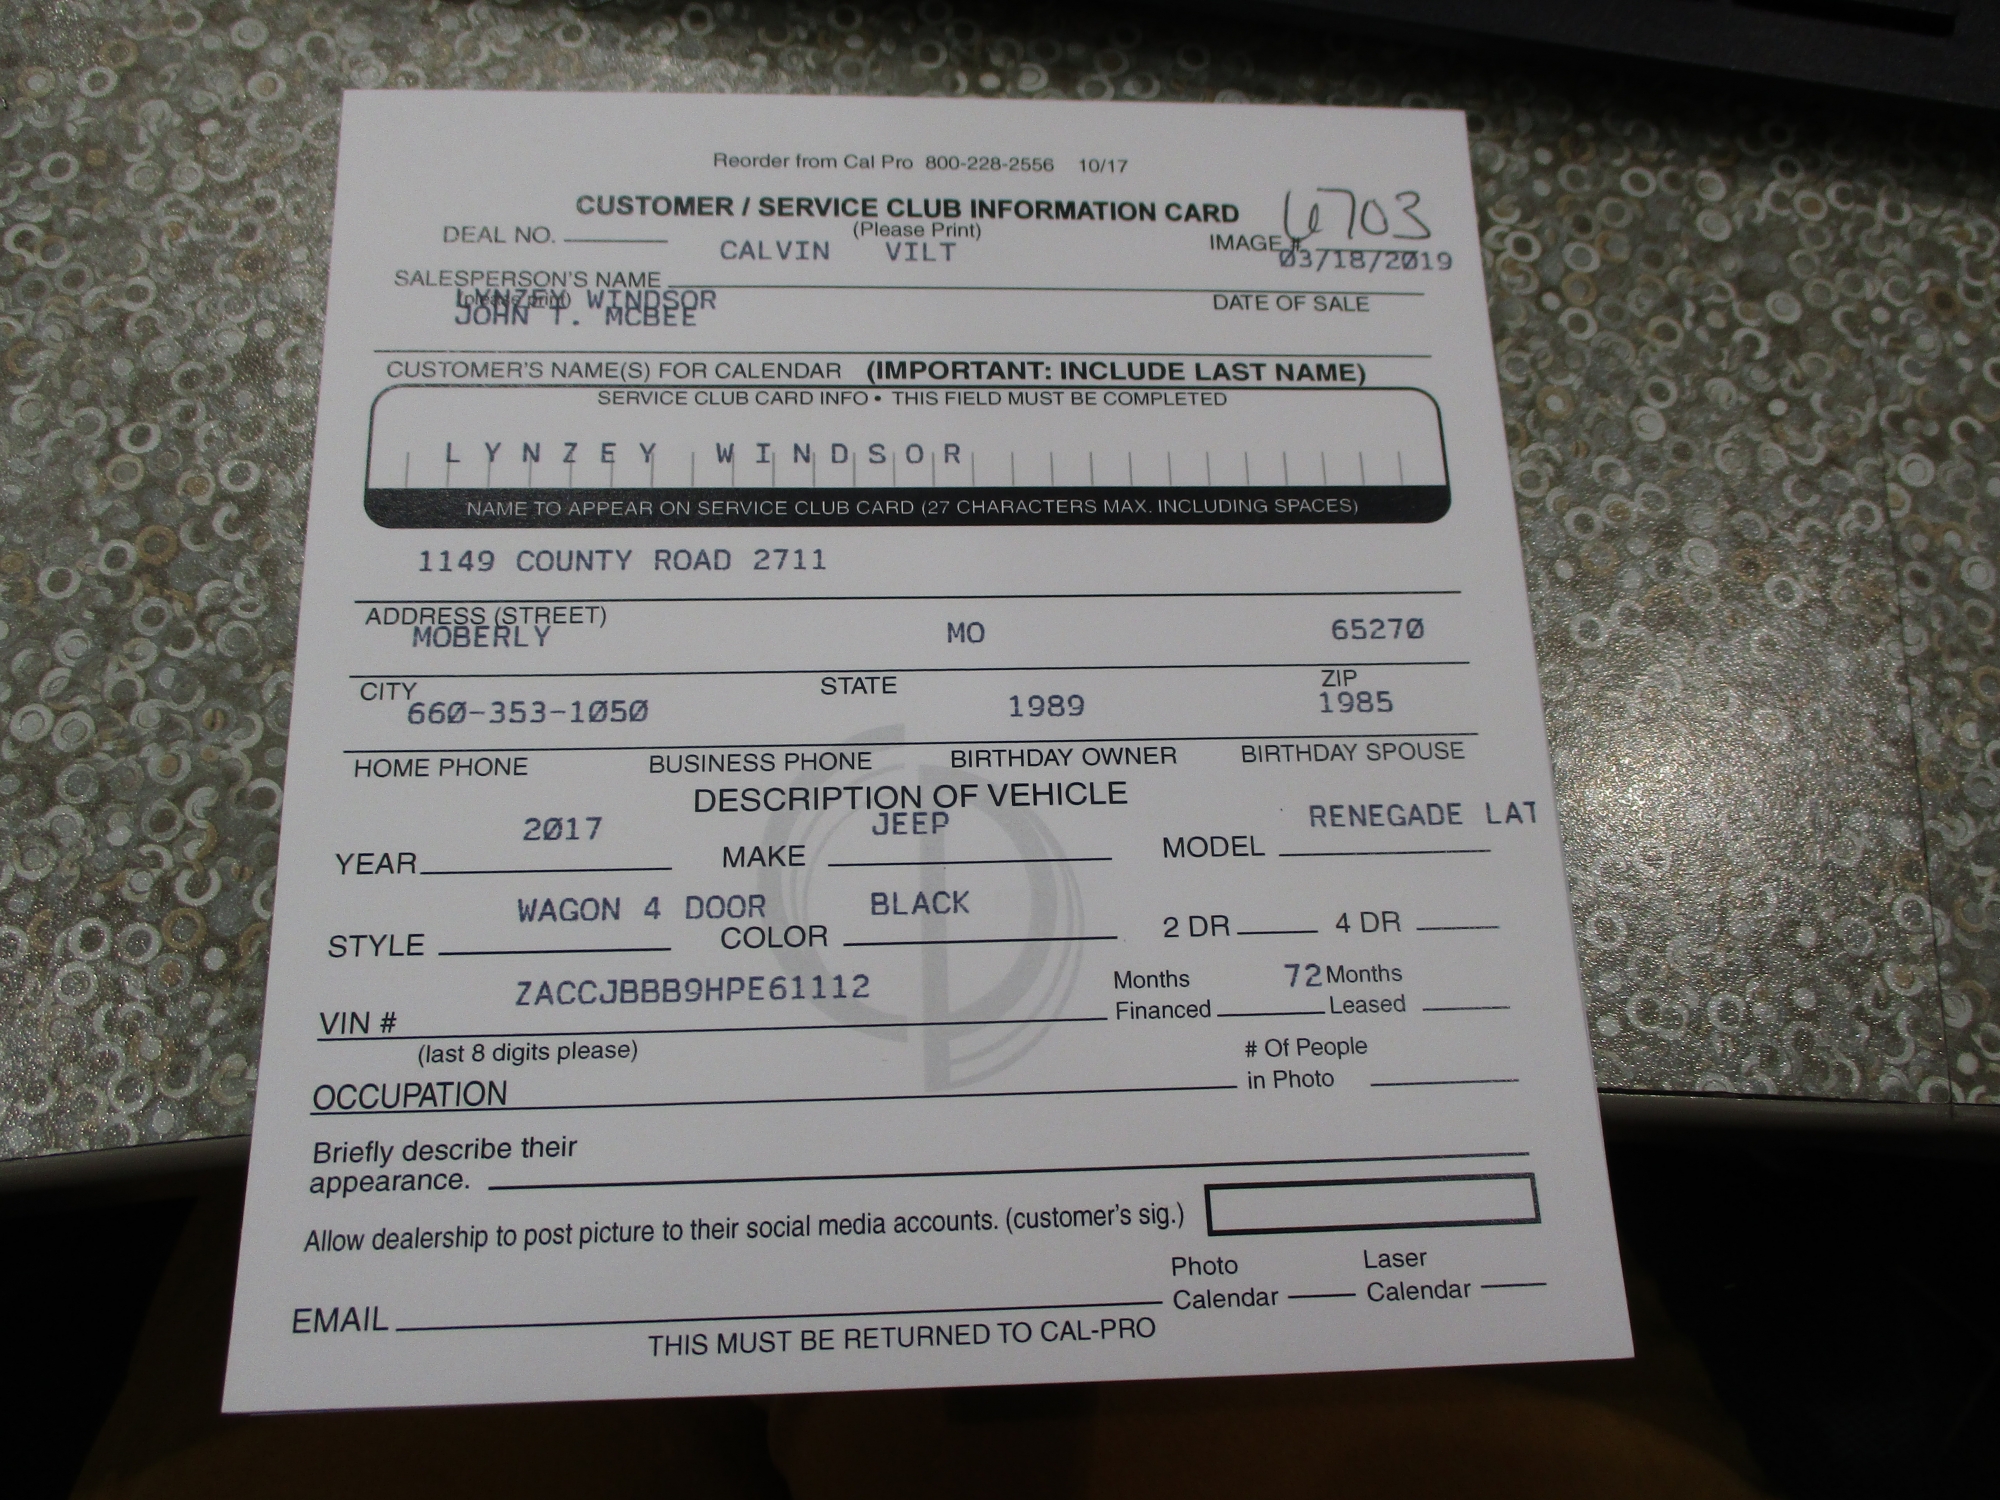 Reorder from Cal Pro 800-228-2556 10/17
CUSTOMER / SERVICE CLUB INFORMATION CARD
6703
DEAL NO.
(Please Print)
IMAGE #
CALVIN VILT
03/18/2019
SALESPERSON'S NAME
(please print)
DATE OF SALE
LYNZEY WINDSOR
JOHN T. MCBEE
CUSTOMER'S NAME(S) FOR CALENDAR (IMPORTANT: INCLUDE LAST NAME)
SERVICE CLUB CARD INFO • THIS FIELD MUST BE COMPLETED
LYNZEY WINDSOR
NAME TO APPEAR ON SERVICE CLUB CARD (27 CHARACTERS MAX. INCLUDING SPACES)
1149 COUNTY ROAD 2711
ADDRESS (STREET)
MOBERLY MO 65270
CITY STATE ZIP
660-353-1050 1989 1985
HOME PHONE BUSINESS PHONE BIRTHDAY OWNER BIRTHDAY SPOUSE
DESCRIPTION OF VEHICLE
2017 JEEP RENEGADE LAT
YEAR MAKE MODEL
WAGON 4 DOOR BLACK
STYLE COLOR 2 DR 4 DR
ZACCJBBB9HPE61112
Months 72 Months
VIN # Financed Leased
(last 8 digits please)
# Of People
OCCUPATION in Photo
Briefly describe their
appearance.
Allow dealership to post picture to their social media accounts. (customer's sig.)
Photo Laser
EMAIL Calendar Calendar
THIS MUST BE RETURNED TO CAL-PRO